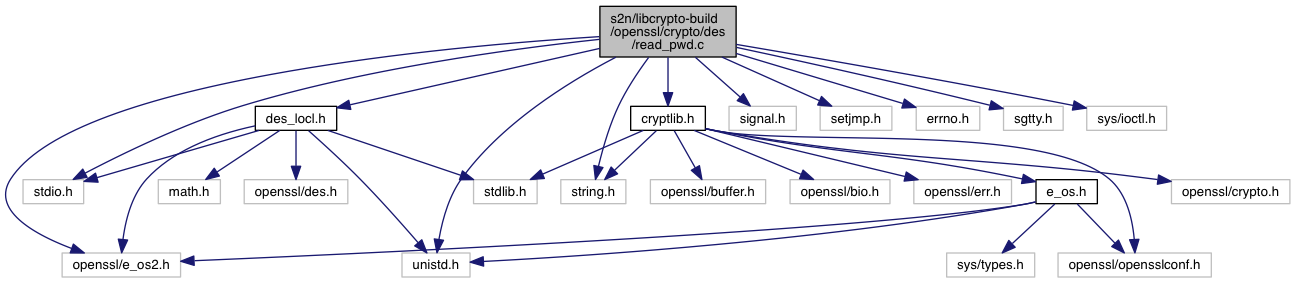 s2n/libcrypto-build
/openssl/crypto/des
/read_pwd.c
des_locl.h
cryptlib.h
signal.h
setjmp.h
errno.h
sgtty.h
sys/ioctl.h
stdio.h
math.h
openssl/des.h
stdlib.h
string.h
openssl/buffer.h
openssl/bio.h
openssl/err.h
e_os.h
openssl/crypto.h
openssl/e_os2.h
unistd.h
sys/types.h
openssl/opensslconf.h